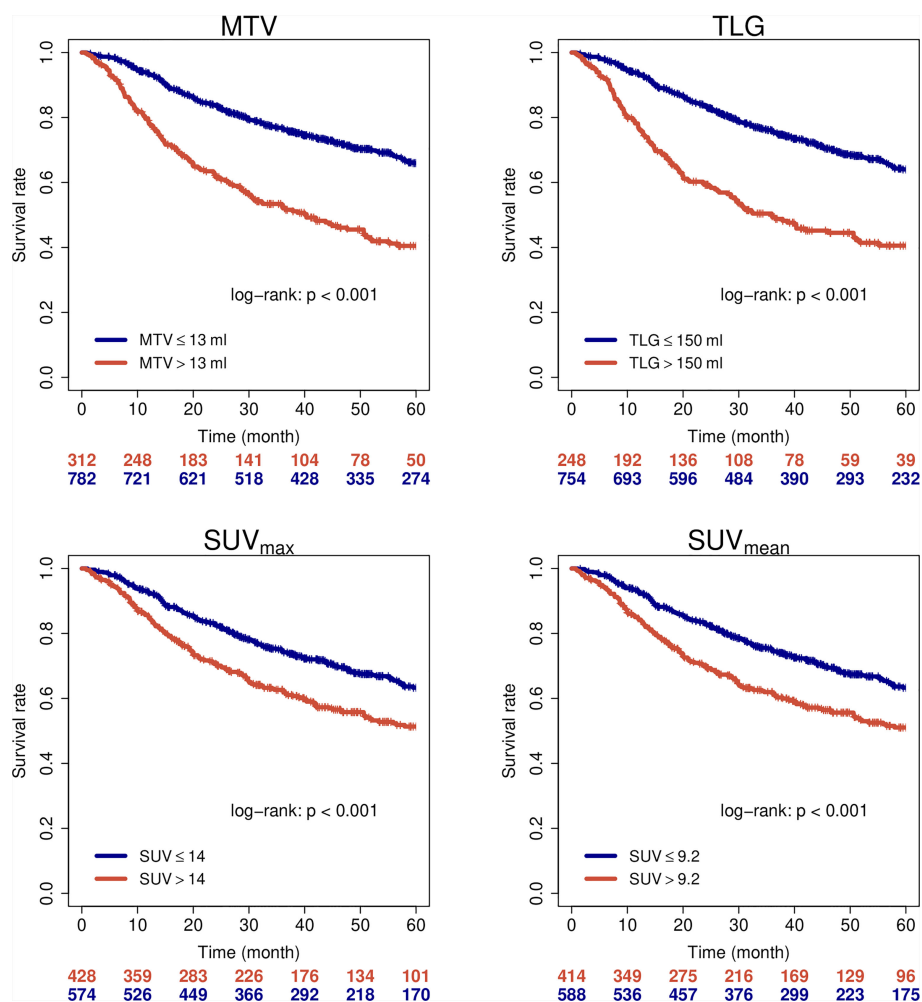 MTV
Survival rate
1.0
0.8
0.6
0.4
0.2
0.0
log−rank: p < 0.001
MTV ≤ 13 ml
MTV > 13 ml
0 10 20 30 40 50 60
Time (month)
312 248 183 141 104 78 50
782 721 621 518 428 335 274
TLG
Survival rate
1.0
0.8
0.6
0.4
0.2
0.0
log−rank: p < 0.001
TLG ≤ 150 ml
TLG > 150 ml
0 10 20 30 40 50 60
Time (month)
248 192 136 108 78 59 39
754 693 596 484 390 293 232
SUVmax
Survival rate
1.0
0.8
0.6
0.4
0.2
0.0
log−rank: p < 0.001
SUV ≤ 14
SUV > 14
0 10 20 30 40 50 60
Time (month)
428 359 283 226 176 134 101
574 526 449 366 292 218 170
SUVmean
Survival rate
1.0
0.8
0.6
0.4
0.2
0.0
log−rank: p < 0.001
SUV ≤ 9.2
SUV > 9.2
0 10 20 30 40 50 60
Time (month)
414 349 275 216 169 129 96
588 536 457 376 299 223 175